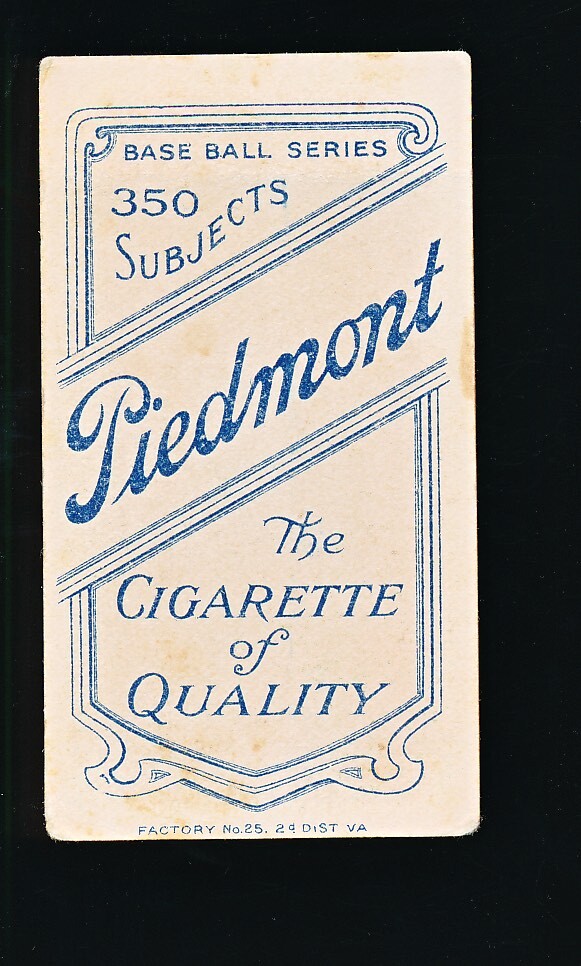 BASE BALL SERIES
350
SUBJECTS
Piedmont
The
CIGARETTE
of
QUALITY
FACTORY No.25. 2d DIST VA